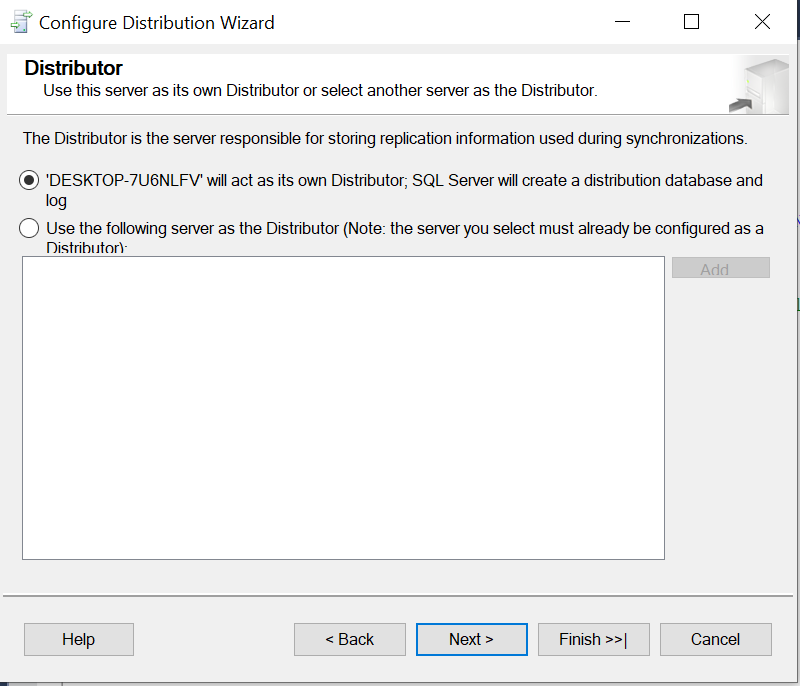 Configure Distribution Wizard
Distributor
Use this server as its own Distributor or select another server as the Distributor.
The Distributor is the server responsible for storing replication information used during synchronizations.
'DESKTOP-7U6NLFV' will act as its own Distributor; SQL Server will create a distribution database and
log
Use the following server as the Distributor (Note: the server you select must already be configured as a
Distributor):
Add
Help
< Back
Next >
Finish >>|
Cancel